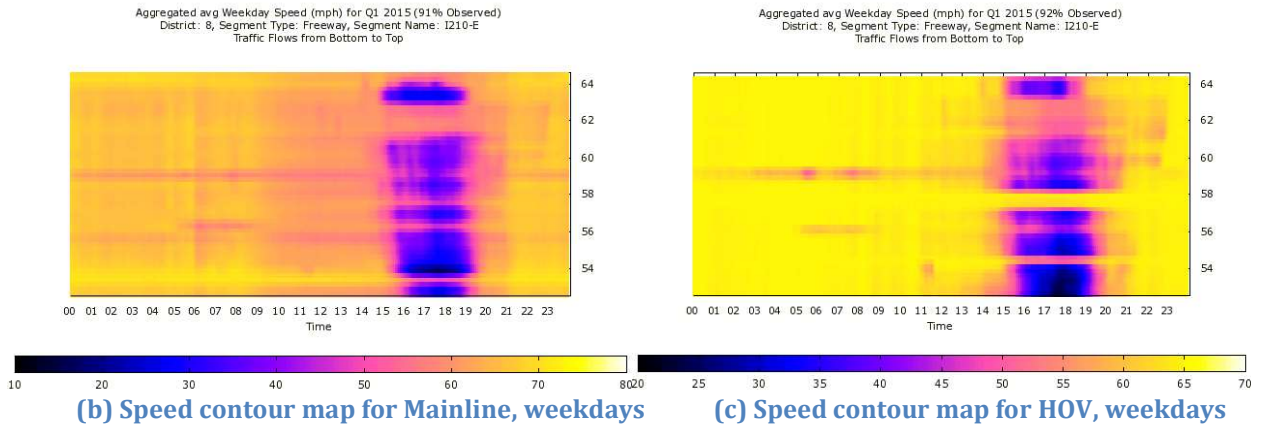 Aggregated avg Weekday Speed (mph) for Q1 2015 (91% Observed)
District: 8, Segment Type: Freeway, Segment Name: I210-E
Traffic Flows from Bottom to Top
64
62
60
58
56
54
00 01 02 03 04 05 06 07 08 09 10 11 12 13 14 15 16 17 18 19 20 21 22 23
Time
10 20 30 40 50 60 70 80
(b) Speed contour map for Mainline, weekdays
Aggregated avg Weekday Speed (mph) for Q1 2015 (92% Observed)
District: 8, Segment Type: Freeway, Segment Name: I210-E
Traffic Flows from Bottom to Top
64
62
60
58
56
54
00 01 02 03 04 05 06 07 08 09 10 11 12 13 14 15 16 17 18 19 20 21 22 23
Time
20 25 30 35 40 45 50 55 60 65 70
(c) Speed contour map for HOV, weekdays